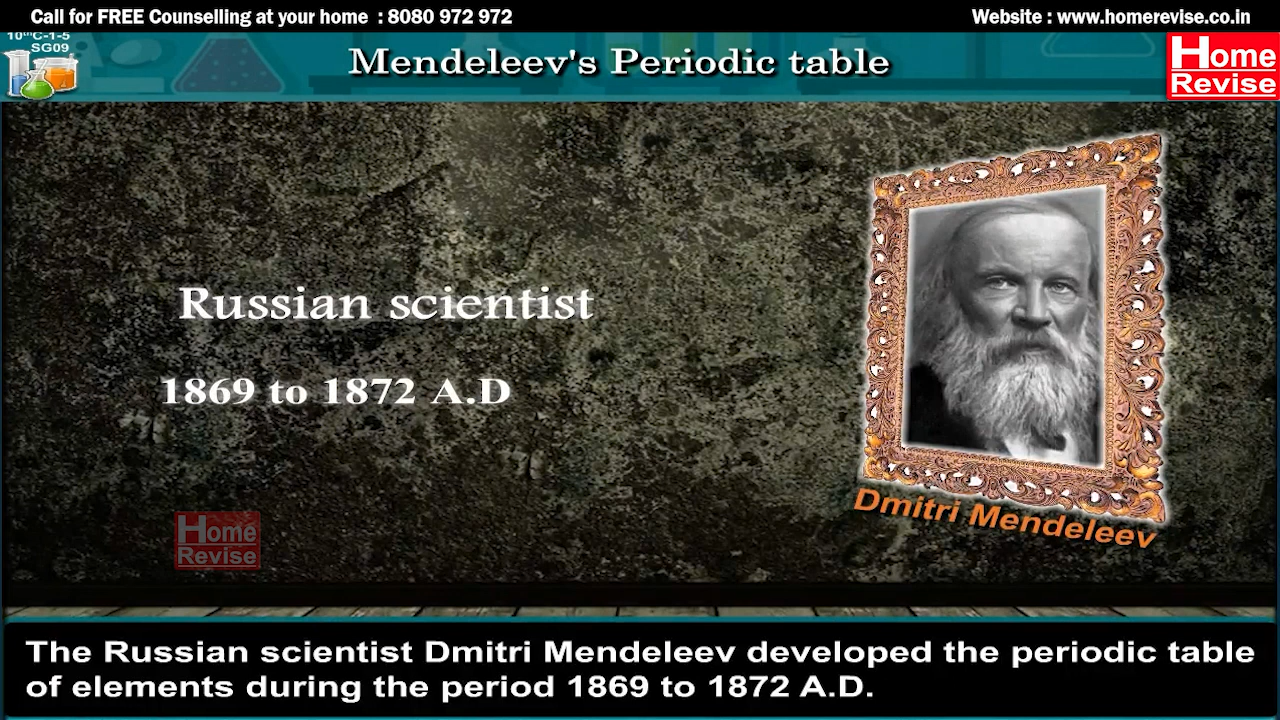 Call for FREE Counselling at your home : 8080 972 972
Website : www.homerevise.co.in
10thC-1-5
SG09
Mendeleev's Periodic table
Home
Revise
Russian scientist
1869 to 1872 A.D
Dmitri Mendeleev
Home
Revise
The Russian scientist Dmitri Mendeleev developed the periodic table
of elements during the period 1869 to 1872 A.D.